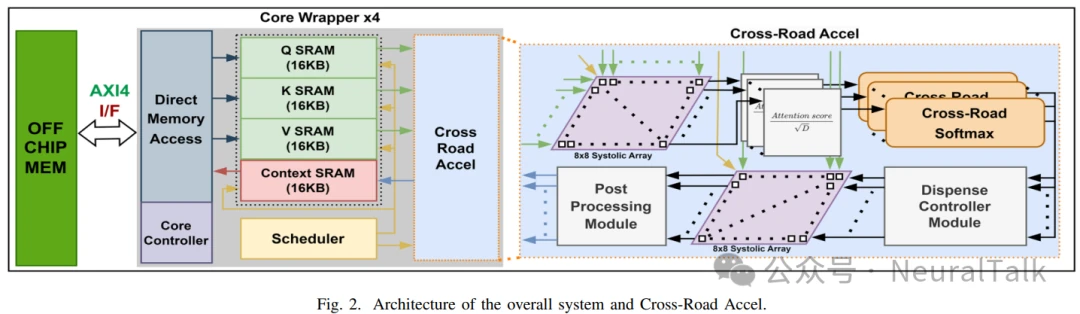 Core Wrapper x4
OFF
CHIP
MEM
AXI4
I/F
Direct
Memory
Access
Core
Controller
Q SRAM
(16KB)
K SRAM
(16KB)
V SRAM
(16KB)
Context SRAM
(16KB)
Scheduler
Cross
Road
Accel
Cross-Road Accel
8x8 Systolic Array
Attention score
√D
Cross-Road
Softmax
Post
Processing
Module
8x8 Systolic Array
Dispense
Controller
Module
公众号 · NeuralTalk
Fig. 2. Architecture of the overall system and Cross-Road Accel.